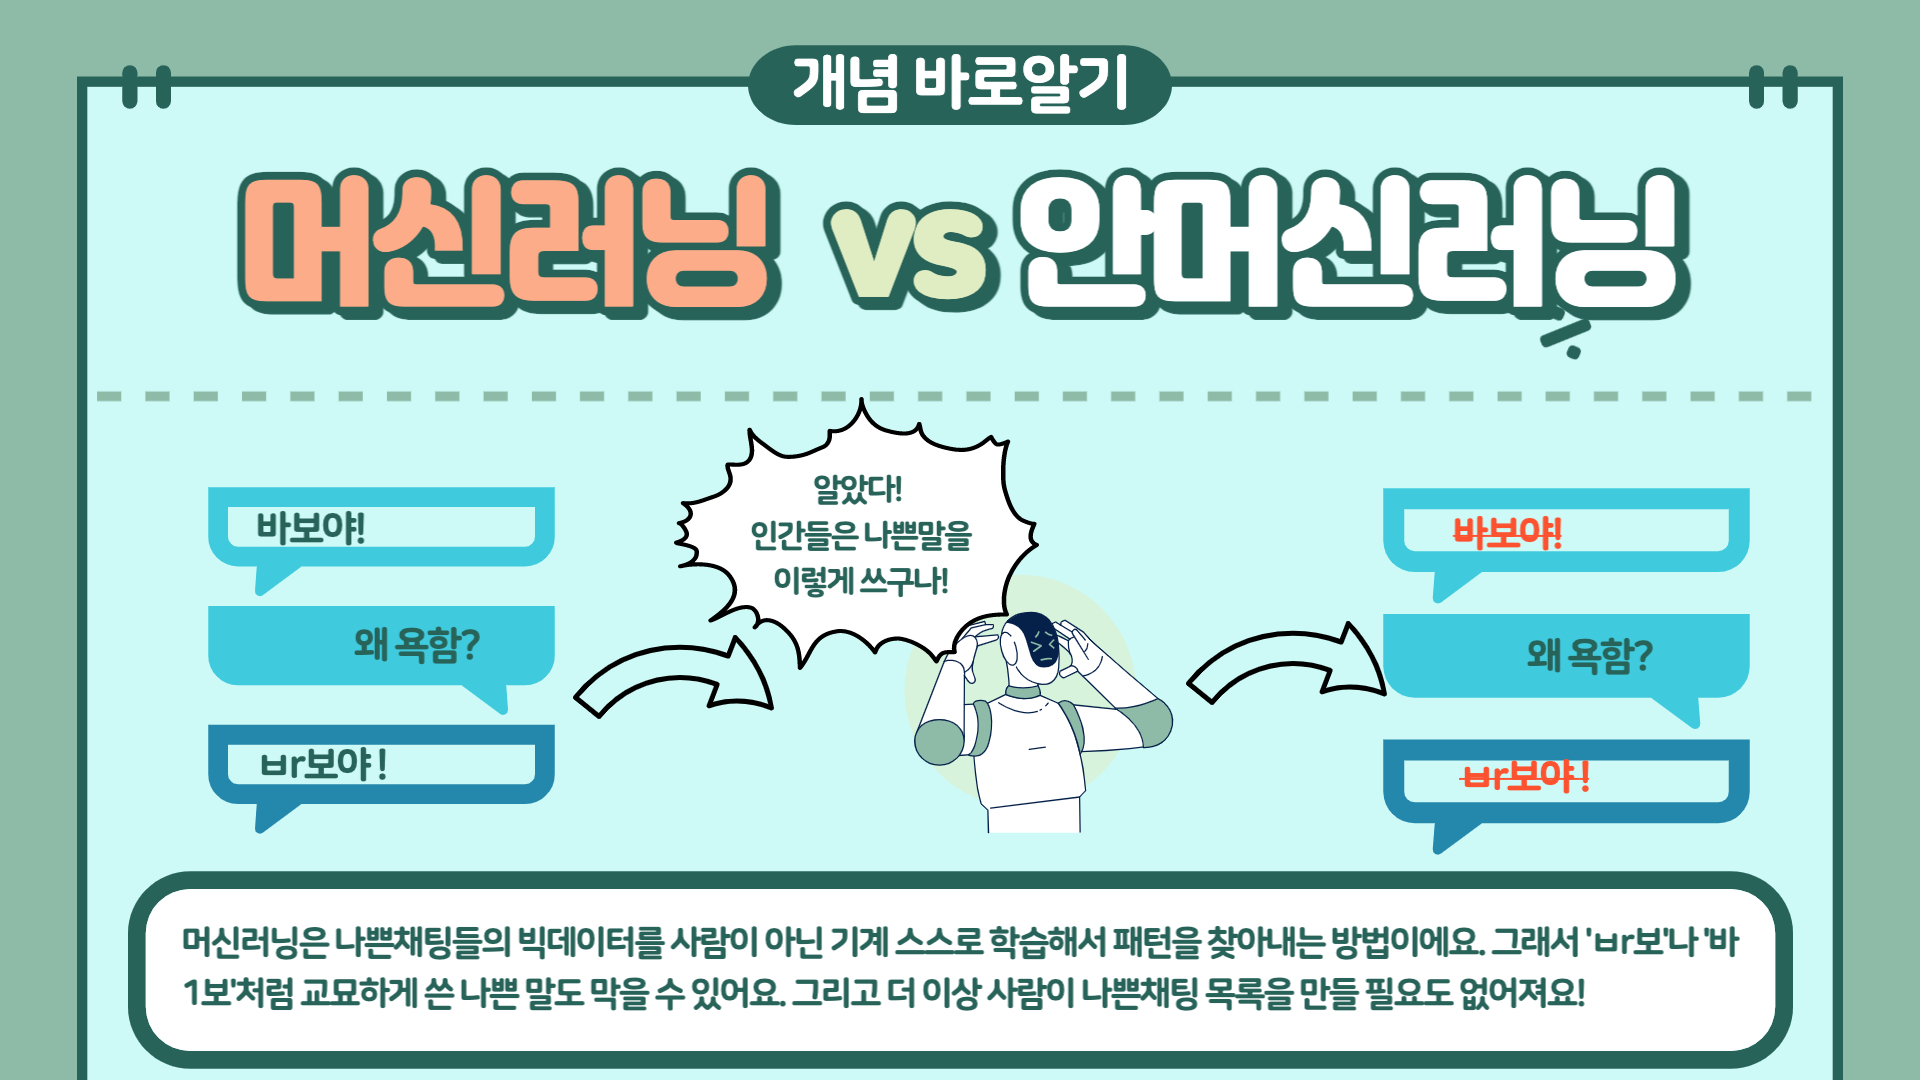 개념 바로알기
머신러닝 vs 안머신러닝
알았다!
인간들은 나쁜말을
이렇게 쓰구나!
바보야!
왜 욕함?
ㅂr보야 !
바보야!
왜 욕함?
ㅂr보야 !
머신러닝은 나쁜채팅들의 빅데이터를 사람이 아닌 기계 스스로 학습해서 패턴을 찾아내는 방법이에요. 그래서 'ㅂr보'나 '바
1보'처럼 교묘하게 쓴 나쁜 말도 막을 수 있어요. 그리고 더 이상 사람이 나쁜채팅 목록을 만들 필요도 없어져요!